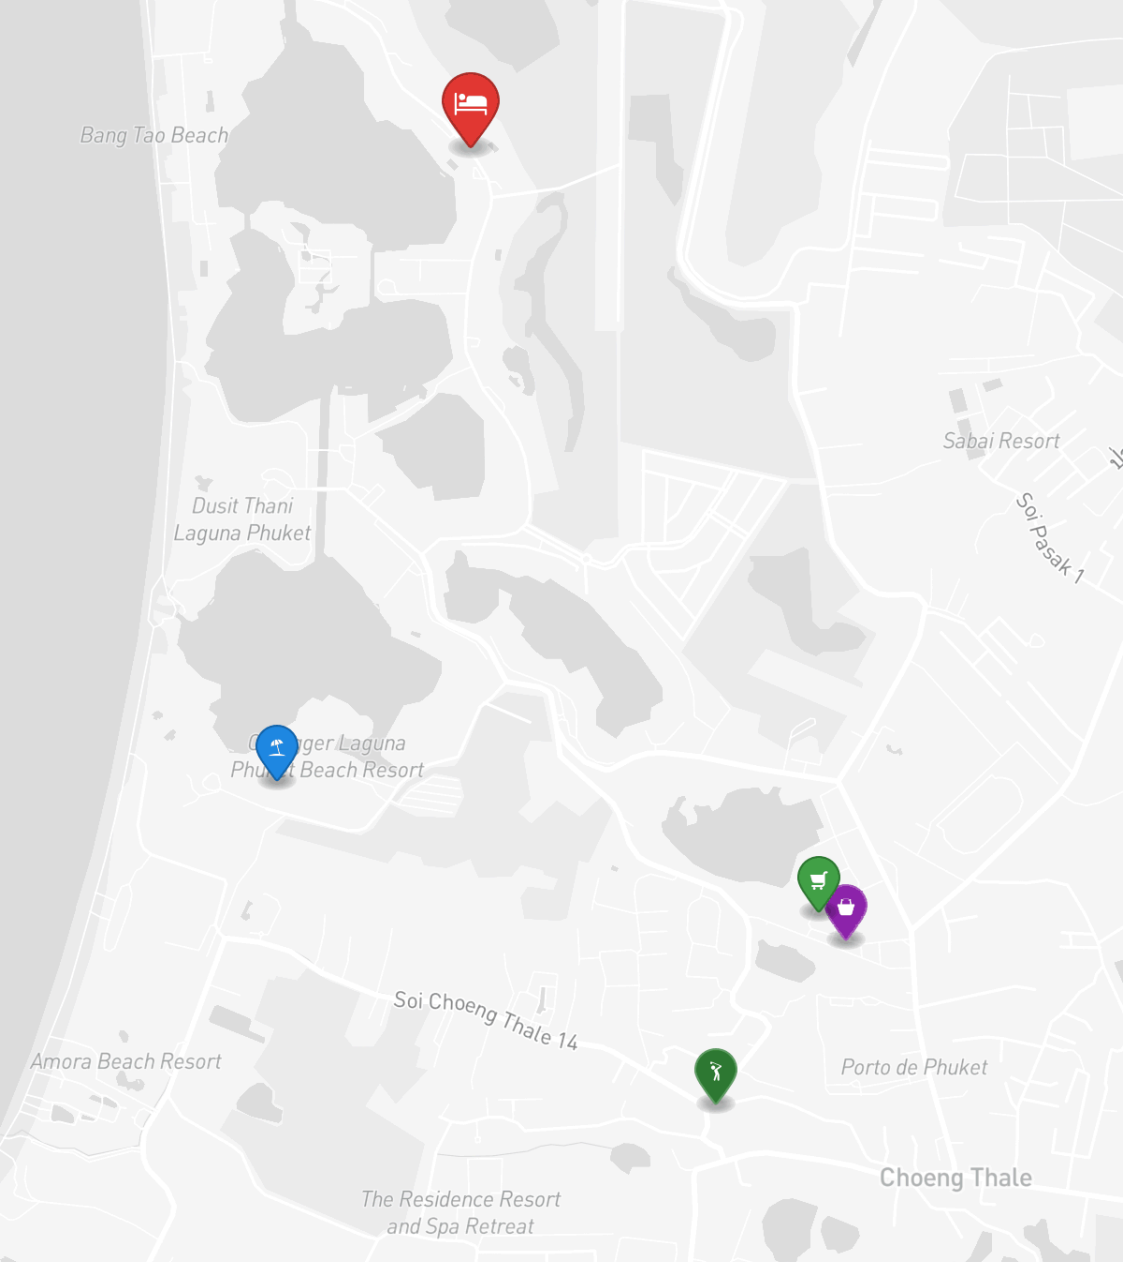 Bang Tao Beach
Sabai Resort
Dusit Thani
Laguna Phuket
Soi Pasak 1
Laguna
Beach Resort
Soi Choeng Thale 14
Amora Beach Resort
Porto de Phuket
Choeng Thale
The Residence Resort
and Spa Retreat